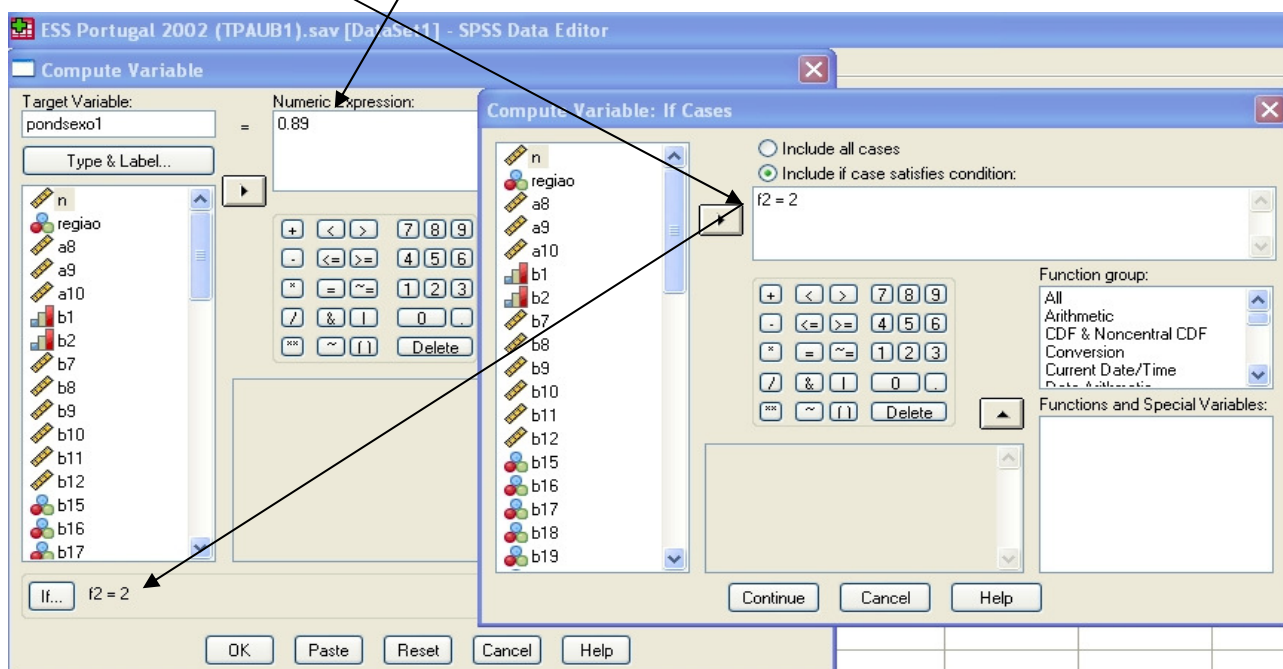 ESS Portugal 2002 (TPAUB1).sav [DataSet1] - SPSS Data Editor
Compute Variable
Target Variable:
pondsexo1
=
Numeric Expression:
0.89
Type & Label...
n
regiao
a8
a9
a10
b1
b2
b7
b8
b9
b10
b11
b12
b15
b16
b17
+ < > 7 8 9
- <= >= 4 5 6
* = ~= 1 2 3
/ & | 0 .
** ~ ( ) Delete
If... f2 = 2
OK Paste Reset Cancel Help
Compute Variable: If Cases
n
regiao
a8
a9
a10
b1
b2
b7
b8
b9
b10
b11
b12
b15
b16
b17
b18
b19
Include all cases
Include if case satisfies condition:
f2 = 2
+ < > 7 8 9
- <= >= 4 5 6
* = ~= 1 2 3
/ & | 0 .
** ~ ( ) Delete
Function group:
All
Arithmetic
CDF & Noncentral CDF
Conversion
Current Date/Time
Date Arithmetic
Functions and Special Variables:
Continue Cancel Help